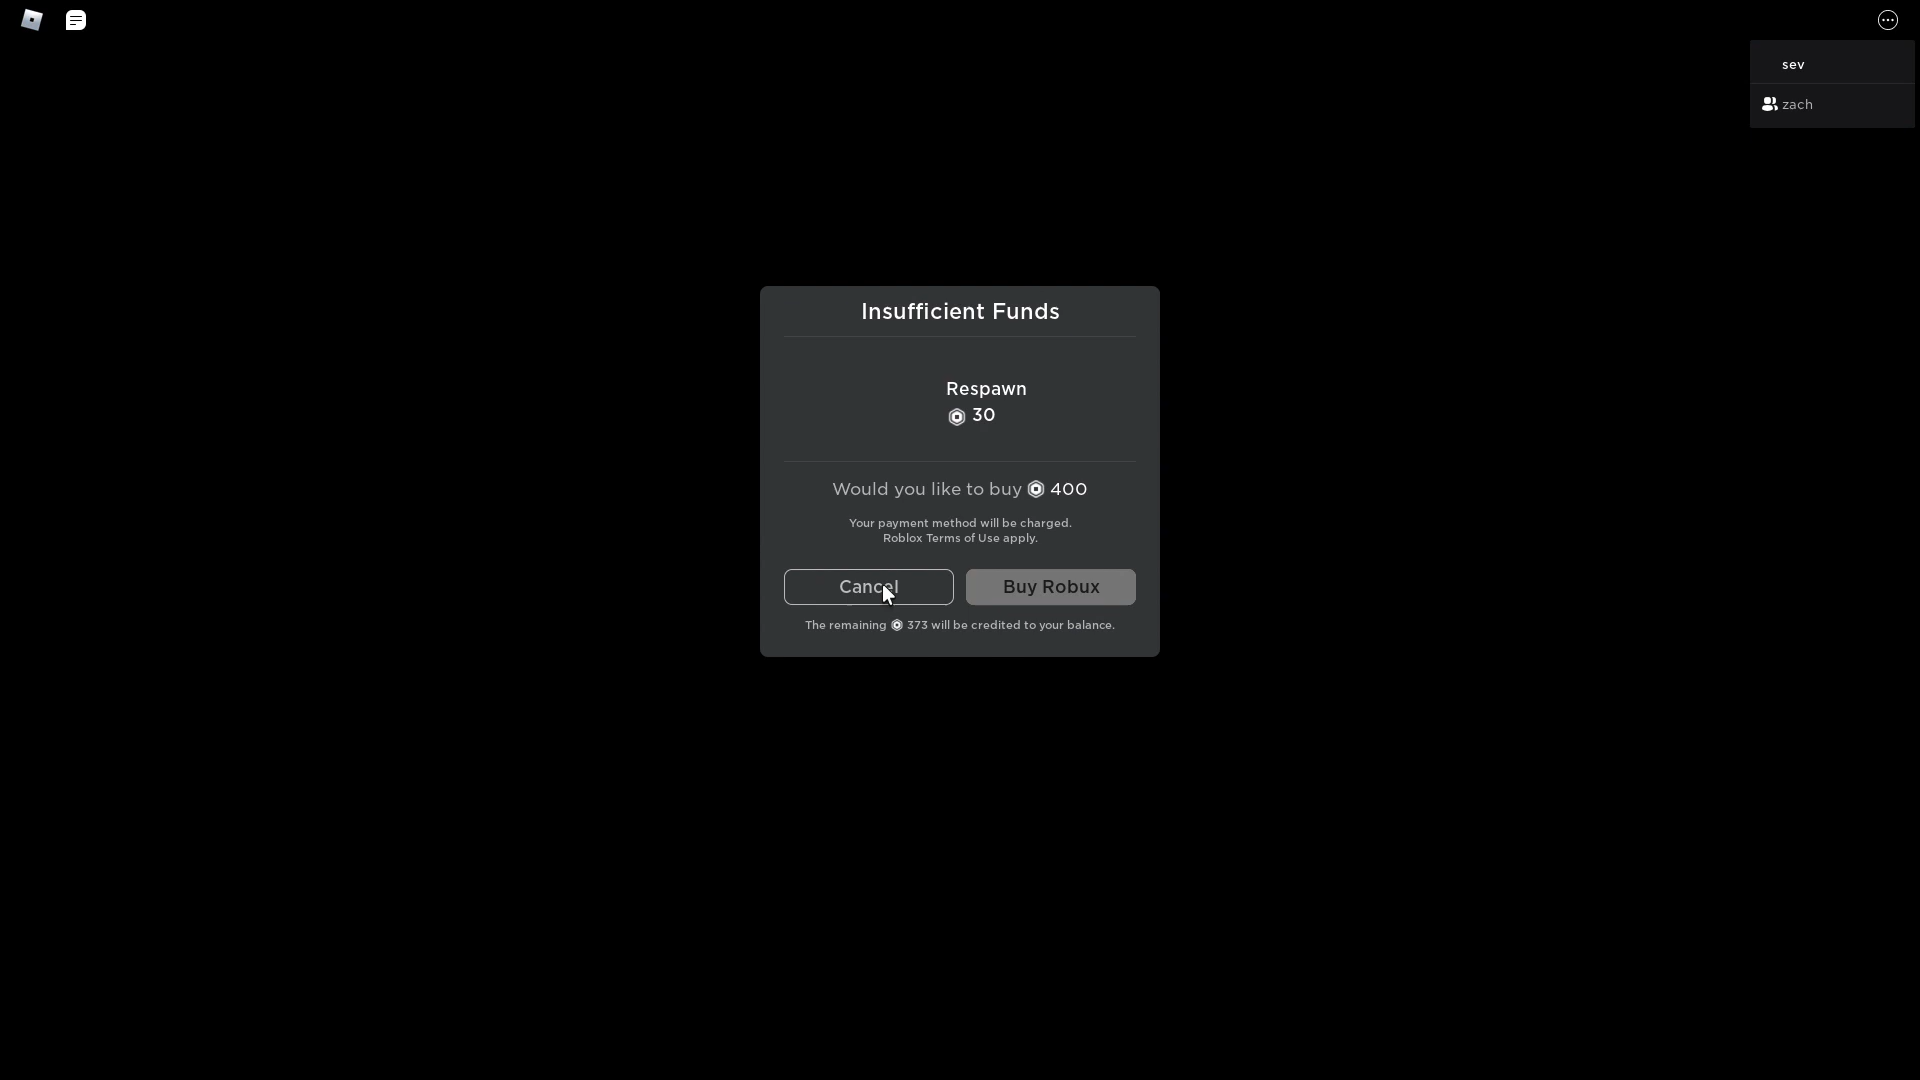 sev
zach
Insufficient Funds
Respawn
30
Would you like to buy 400
Your payment method will be charged.
Roblox Terms of Use apply.
Cancel
Buy Robux
The remaining 373 will be credited to your balance.